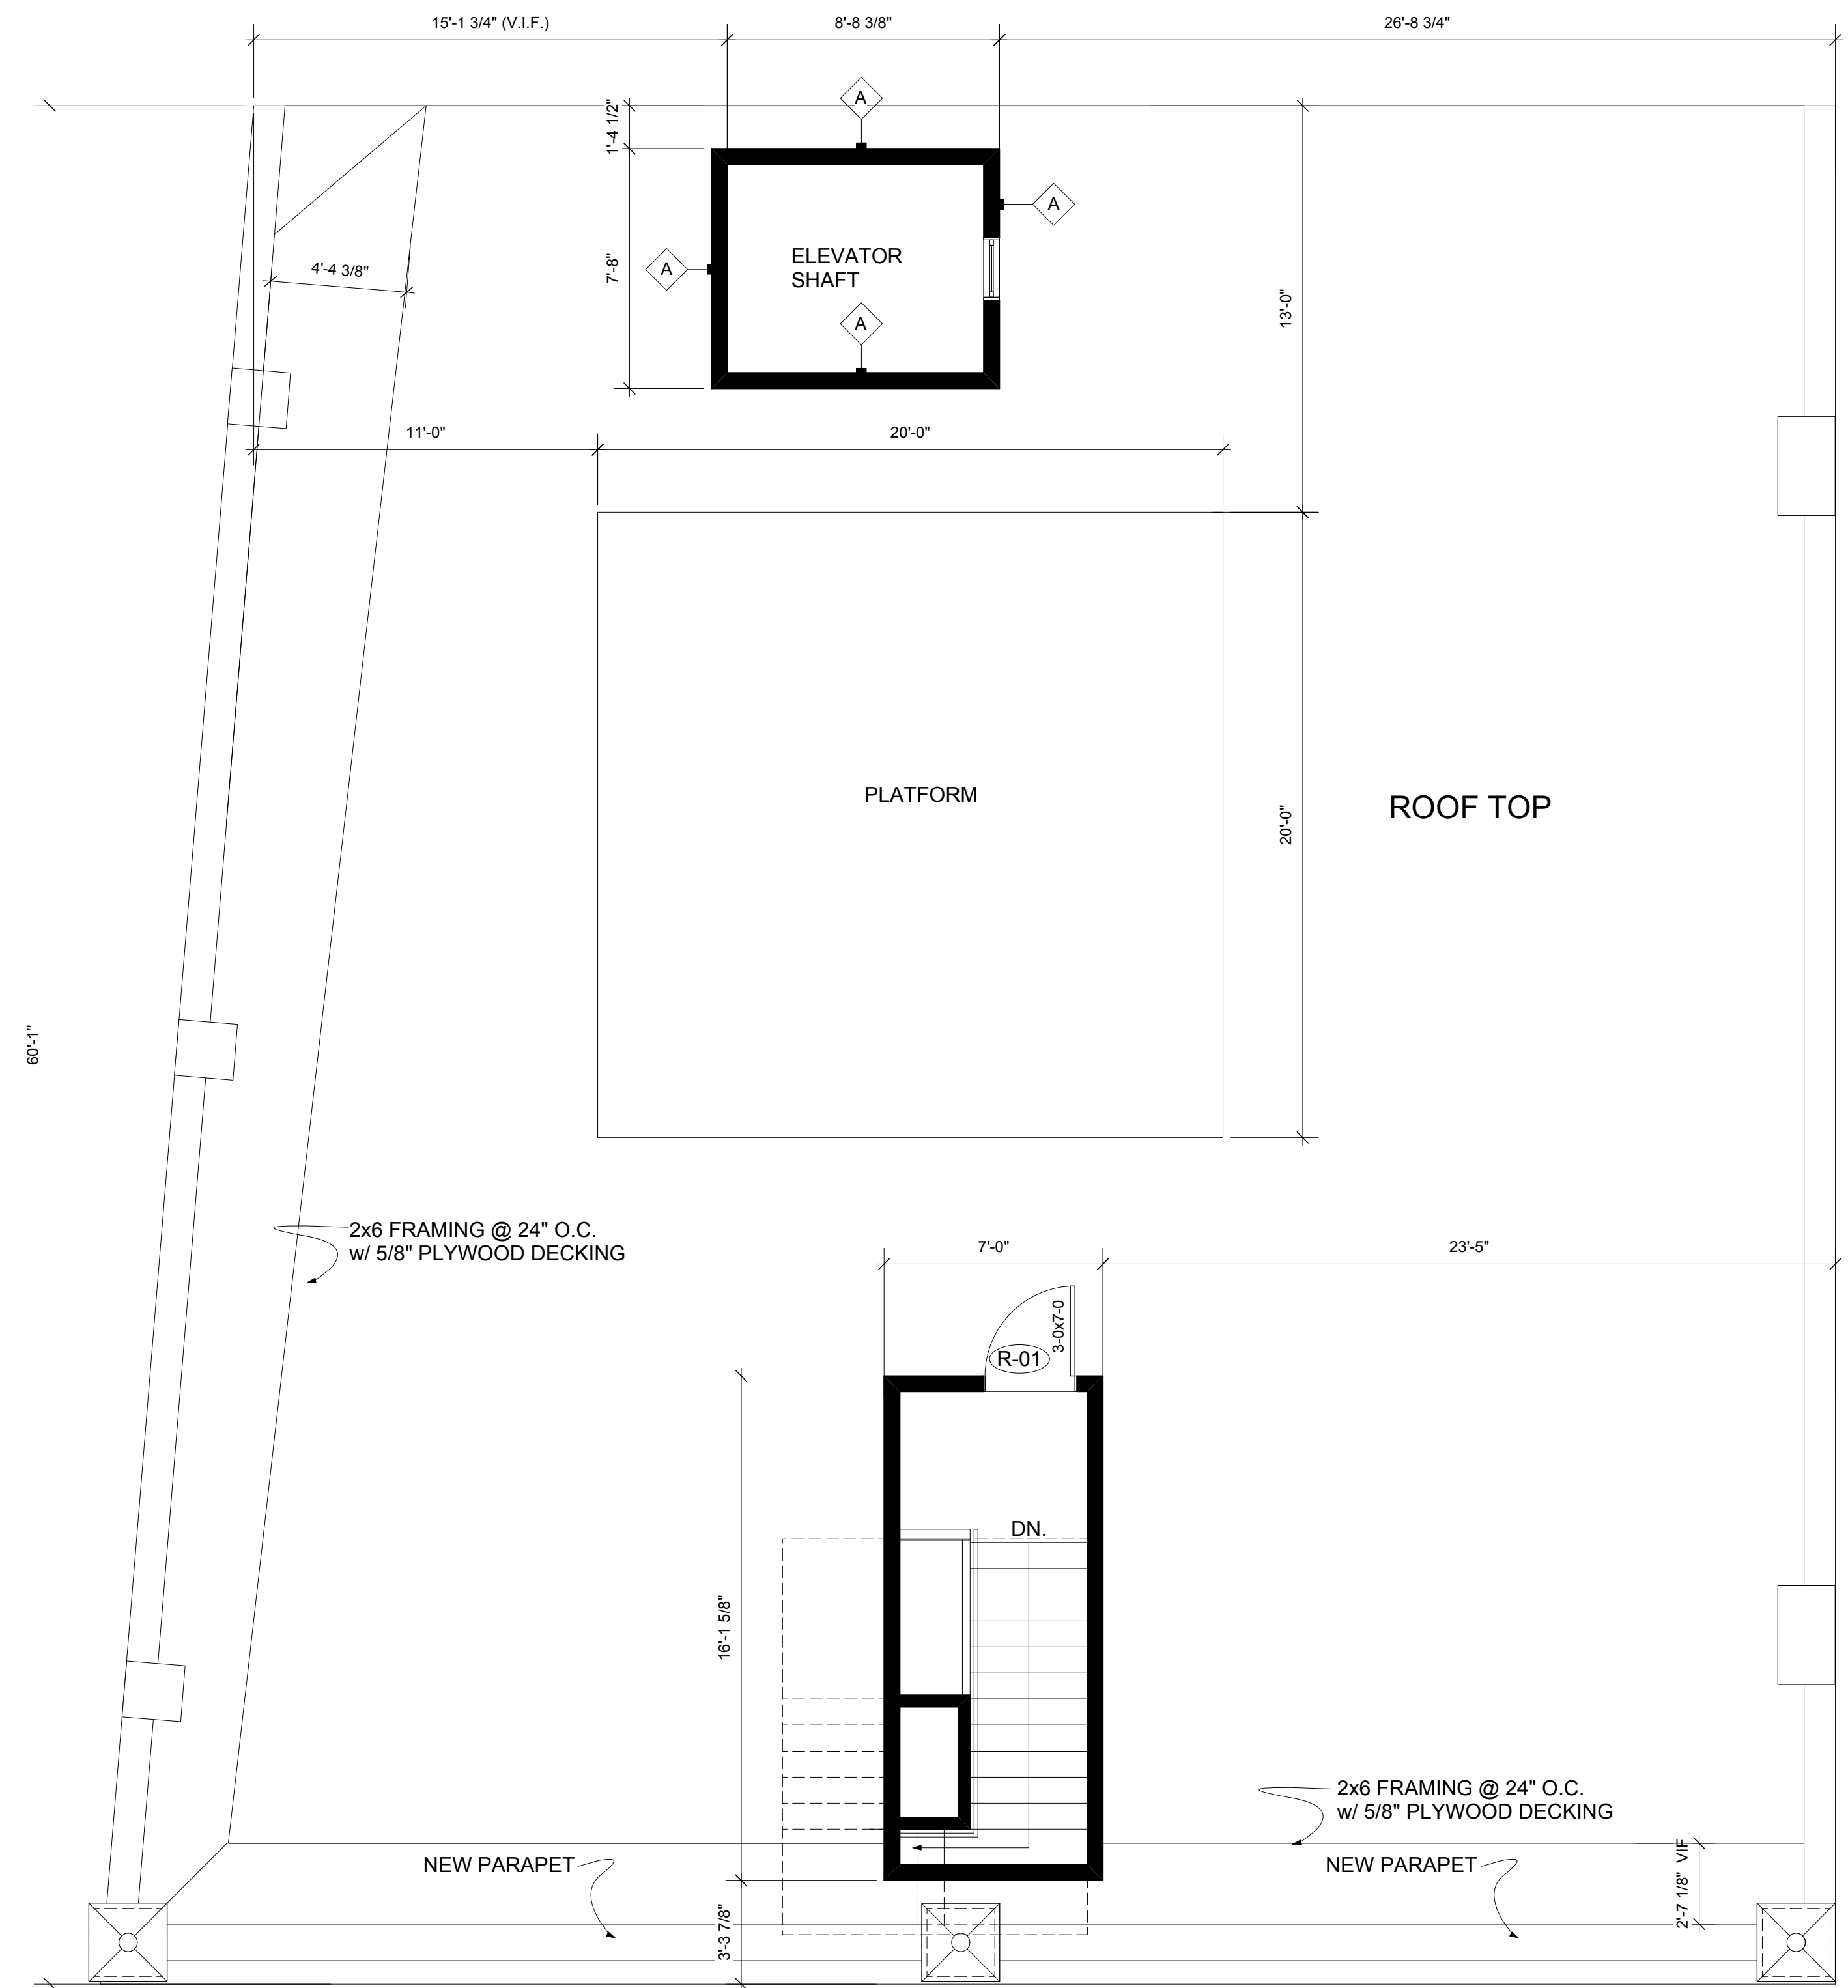 15'-1 3/4" (V.I.F.)
8'-8 3/8"
26'-8 3/4"
A
1'-4 1/2"
A
ELEVATOR
SHAFT
A
7'-8"
4'-4 3/8"
A
13'-0"
11'-0"
20'-0"
PLATFORM
ROOF TOP
20'-0"
60'-1"
2x6 FRAMING @ 24" O.C.
w/ 5/8" PLYWOOD DECKING
7'-0"
23'-5"
3-0x7-0
R-01
DN.
16'-1 5/8"
2x6 FRAMING @ 24" O.C.
w/ 5/8" PLYWOOD DECKING
NEW PARAPET
NEW PARAPET
2'-7 1/8" VIF
3'-3 7/8"